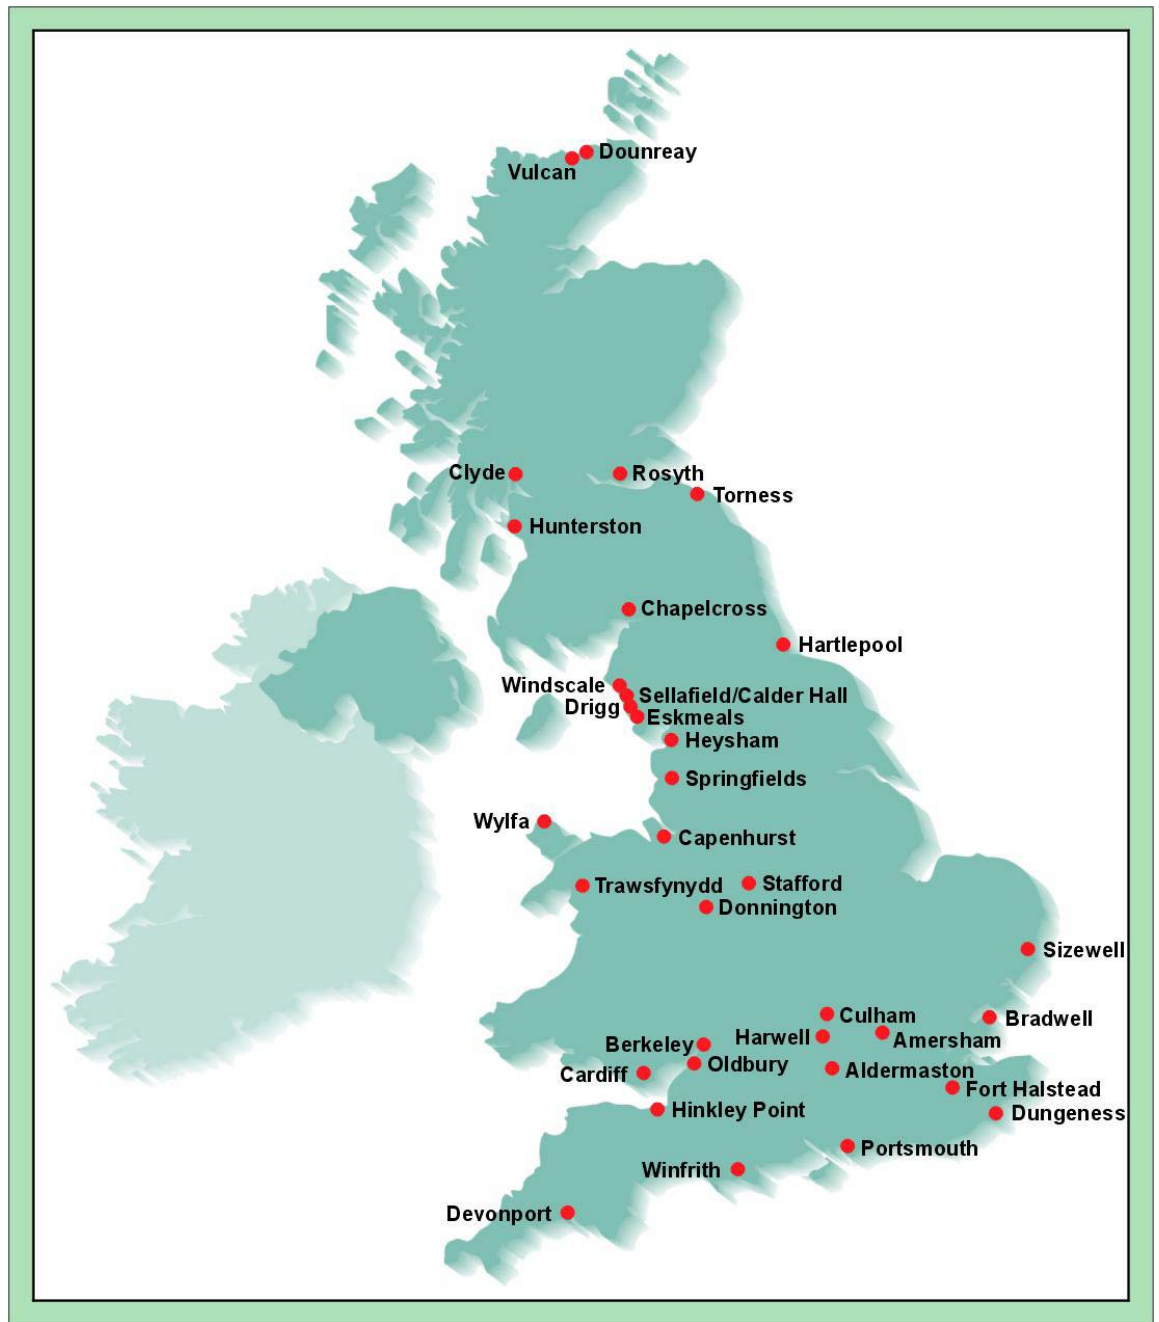 Dounreay
Vulcan
Clyde
Rosyth
Torness
Hunterston
Chapelcross
Hartlepool
Windscale
Sellafield/Calder Hall
Drigg
Eskmeals
Heysham
Springfields
Wylfa
Capenhurst
Trawsfynydd
Stafford
Donnington
Sizewell
Culham
Bradwell
Harwell
Amersham
Berkeley
Oldbury
Aldermaston
Cardiff
Fort Halstead
Hinkley Point
Dungeness
Portsmouth
Winfrith
Devonport